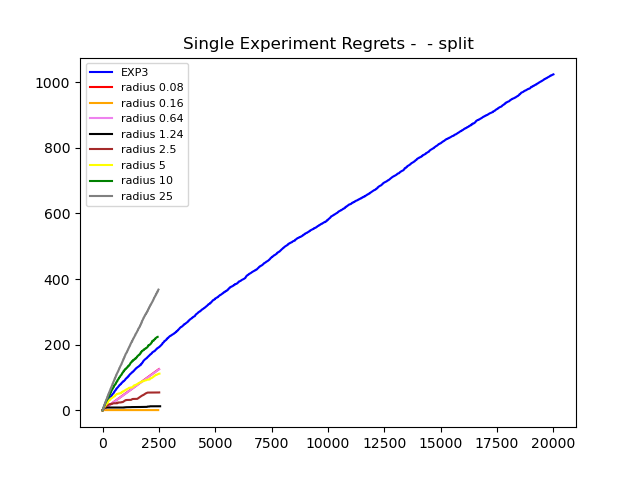 Single Experiment Regrets -  - split
EXP3
radius 0.08
radius 0.16
radius 0.64
radius 1.24
radius 2.5
radius 5
radius 10
radius 25
1000
800
600
400
200
0
0 2500 5000 7500 10000 12500 15000 17500 20000